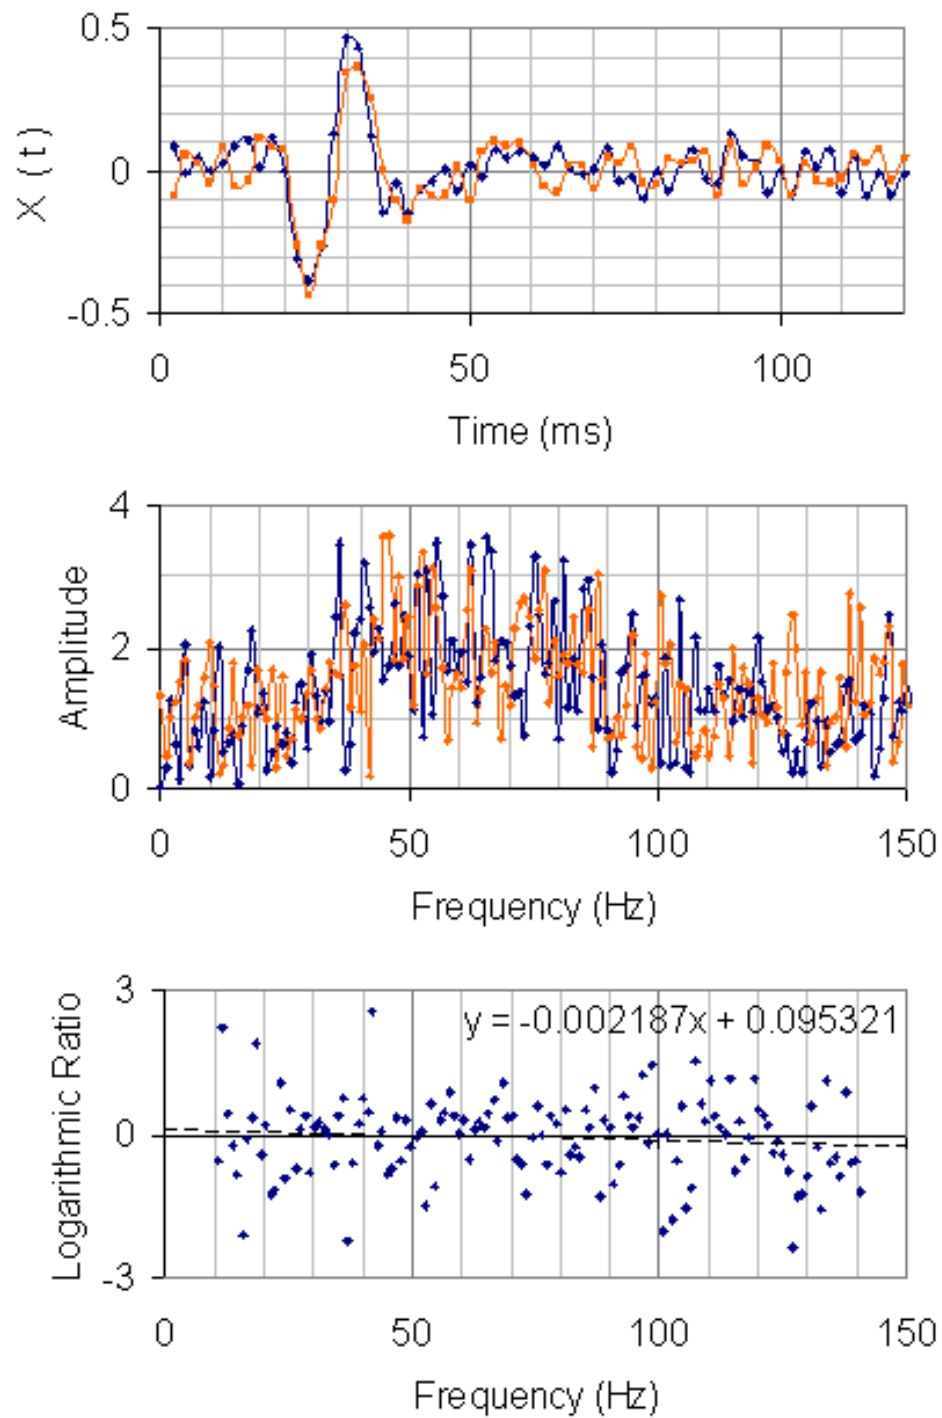 0.5
0
-0.5
X (t)
0 50 100
Time (ms)
4
2
0
Amplitude
0 50 100 150
Frequency (Hz)
3
0
-3
Logarithmic Ratio
y = -0.002187x + 0.095321
0 50 100 150
Frequency (Hz)